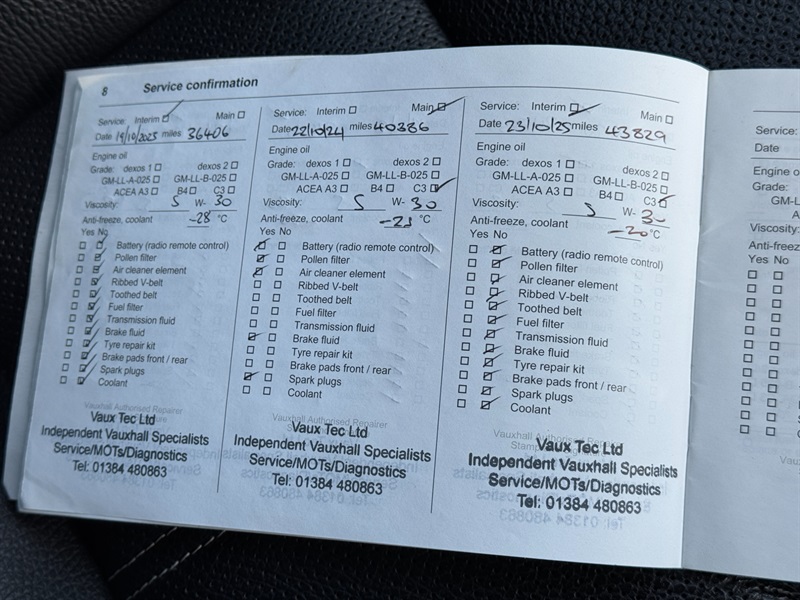 8 Service confirmation
Service: Interim Main
Date 19/10/2023 miles 36406
Engine oil
Grade: dexos 1 dexos 2
GM-LL-A-025 GM-LL-B-025
ACEA A3 B4 C3
Viscosity: 5 W- 30
Anti-freeze, coolant -28 °C
Yes No
Battery (radio remote control)
Pollen filter
Air cleaner element
Ribbed V-belt
Toothed belt
Fuel filter
Transmission fluid
Brake fluid
Tyre repair kit
Brake pads front / rear
Spark plugs
Coolant
Vauxhall Authorised Repairer
Vaux Tec Ltd
Independent Vauxhall Specialists
Service/MOTs/Diagnostics
Tel: 01384 480863
Service: Interim Main
Date 22/10/24 miles 40386
Engine oil
Grade: dexos 1 dexos 2
GM-LL-A-025 GM-LL-B-025
ACEA A3 B4 C3
Viscosity: 5 W- 30
Anti-freeze, coolant °C
Yes No
Battery (radio remote control)
Pollen filter
Air cleaner element
Ribbed V-belt
Toothed belt
Fuel filter
Transmission fluid
Brake fluid
Tyre repair kit
Brake pads front / rear
Spark plugs
Coolant
Vauxhall Authorised Repairer
Vaux Tec Ltd
Independent Vauxhall Specialists
Service/MOTs/Diagnostics
Tel: 01384 480863
Service: Interim Main
Date 23/10/25 miles 43829
Engine oil
Grade: dexos 1 dexos 2
GM-LL-A-025 GM-LL-B-025
ACEA A3 B4 C3
Viscosity: 5 W- 30
Anti-freeze, coolant -20 °C
Yes No
Battery (radio remote control)
Pollen filter
Air cleaner element
Ribbed V-belt
Toothed belt
Fuel filter
Transmission fluid
Brake fluid
Tyre repair kit
Brake pads front / rear
Spark plugs
Coolant
Vauxhall Authorised
Vaux Tec Ltd
Independent Vauxhall Specialists
Service/MOTs/Diagnostics
Tel: 01384 480863
Service:
Date
Engine o
Grade:
GM-L
Viscosity:
Anti-freez
Yes No